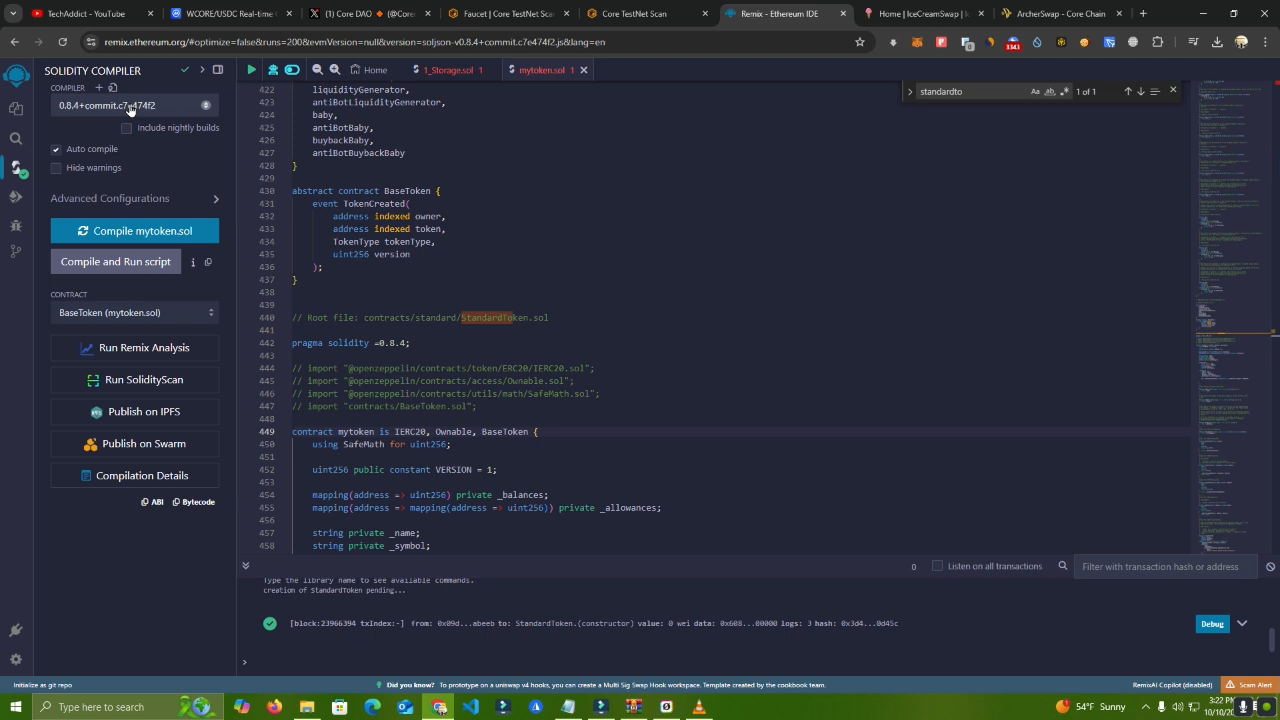 TechAddict - YouTube
WCORE/USDC Real-time
Core DAO 🔶 (@Core
Faucet | Core TestNet Scan
Core TestNet Scan
Remix - Ethereum IDE
Home | IceCreamSwap |
ArcherSwap - Core Chain
remix.ethereum.org/#optimize=false&runs=200&evmVersion=null&version=soljson-v0.8.4+commit.c7e474f2.js&lang=en
SOLIDITY COMPILER
COMPILER
0.8.4+commit.c7e474f2
Include nightly builds
Auto compile
Hide warnings
Advanced Configurations
Compile mytoken.sol
Compile and Run script
CONTRACT
BaseToken (mytoken.sol)
Run Remix Analysis
Run SolidityScan
Publish on IPFS
Publish on Swarm
Compilation Details
ABI
Bytecode
Home
1_Storage.sol 1
mytoken.sol 1
1 of 1
422 liquidityGenerator,
423 antiBotLiquidityGenerator,
424 baby,
425 antiBotBaby,
426 buybackBaby,
427 antiBotBuybackBaby
428 }
429
430 abstract contract BaseToken {
431 event TokenCreated(
432 address indexed owner,
433 address indexed token,
434 TokenType tokenType,
435 uint256 version
436 );
437 }
438
439
440 // Root file: contracts/standard/StandardToken.sol
441
442 pragma solidity =0.8.4;
443
444 // import "@openzeppelin/contracts/token/ERC20/IERC20.sol";
445 // import "@openzeppelin/contracts/access/Ownable.sol";
446 // import "@openzeppelin/contracts/utils/math/SafeMath.sol";
447 // import "contracts/BaseToken.sol";
448
449 contract StandardToken is IERC20, Ownable, BaseToken {
450 using SafeMath for uint256;
451
452 uint256 public constant VERSION = 1;
453
454 mapping(address => uint256) private _balances;
455 mapping(address => mapping(address => uint256)) private _allowances;
456
457 string private _name;
458 string private _symbol;
0
Listen on all transactions
Filter with transaction hash or address
Type the library name to see available commands.
creation of StandardToken pending...
[block:23966394 txIndex:-] from: 0x09d...abeeb to: StandardToken.(constructor) value: 0 wei data: 0x608...00000 logs: 3 hash: 0x3d4...0d45c
Debug
>
Initialize as git repo
Did you know? To prototype on a uniswap v4 hooks, you can create a Multi Sig Swap Hook workspace. Template created by the cookbook team.
RemixAI Copilot (disabled)
Scam Alert
Type here to search
54°F Sunny
3:22 PM